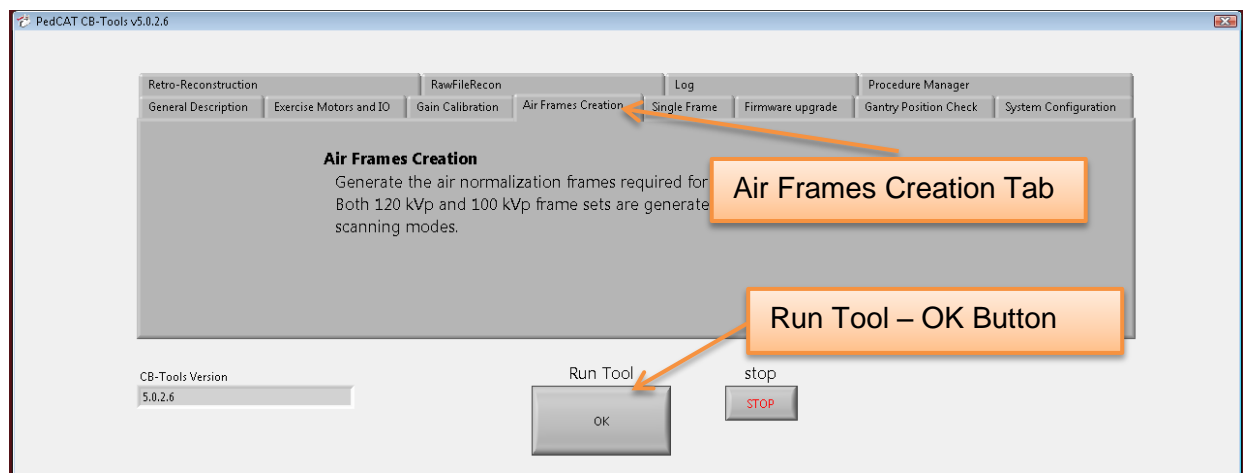 PedCAT CB-Tools v5.0.2.6
Retro-Reconstruction RawFileRecon Log Procedure Manager
General Description Exercise Motors and IO Gain Calibration Air Frames Creation Single Frame Firmware upgrade Gantry Position Check System Configuration
Air Frames Creation
Generate the air normalization frames required for
Both 120 kVp and 100 kVp frame sets are generate
scanning modes.
Air Frames Creation Tab
Run Tool – OK Button
CB-Tools Version
5.0.2.6
Run Tool
OK
stop
STOP